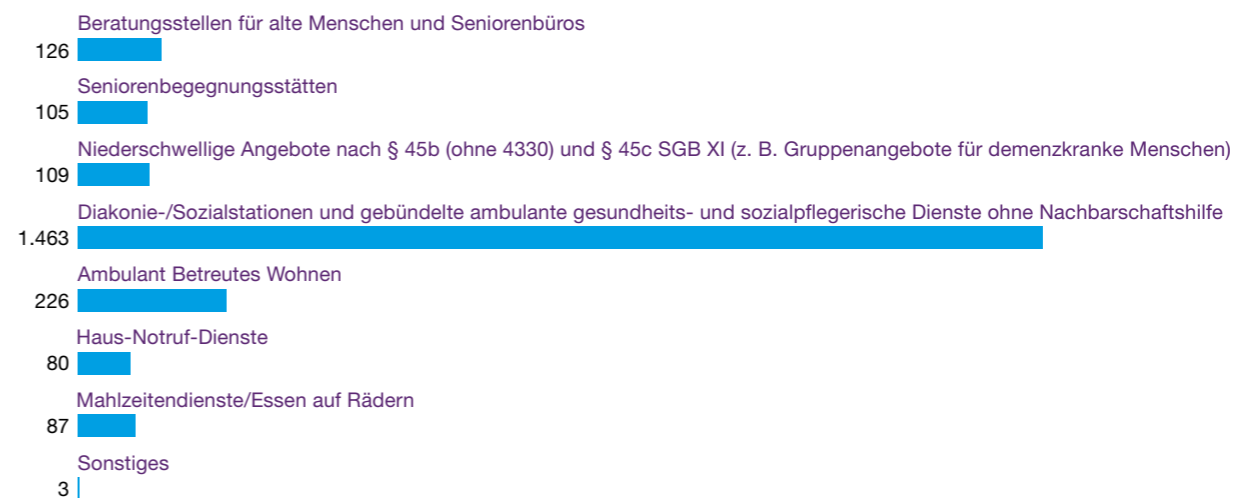 Beratungsstellen für alte Menschen und Seniorenbüros
126
Seniorenbegegnungsstätten
105
Niederschwellige Angebote nach § 45b (ohne 4330) und § 45c SGB XI (z. B. Gruppenangebote für demenzkranke Menschen)
109
Diakonie-/Sozialstationen und gebündelte ambulante gesundheits- und sozialpflegerische Dienste ohne Nachbarschaftshilfe
1.463
Ambulant Betreutes Wohnen
226
Haus-Notruf-Dienste
80
Mahlzeitendienste/Essen auf Rädern
87
Sonstiges
3